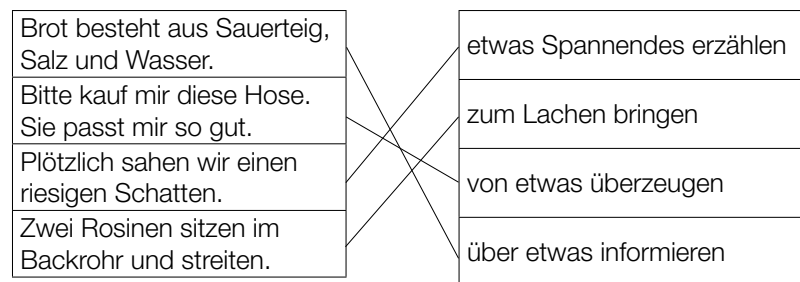 Brot besteht aus Sauerteig,
Salz und Wasser.
Bitte kauf mir diese Hose.
Sie passt mir so gut.
Plötzlich sahen wir einen
riesigen Schatten.
Zwei Rosinen sitzen im
Backrohr und streiten.
etwas Spannendes erzählen
zum Lachen bringen
von etwas überzeugen
über etwas informieren